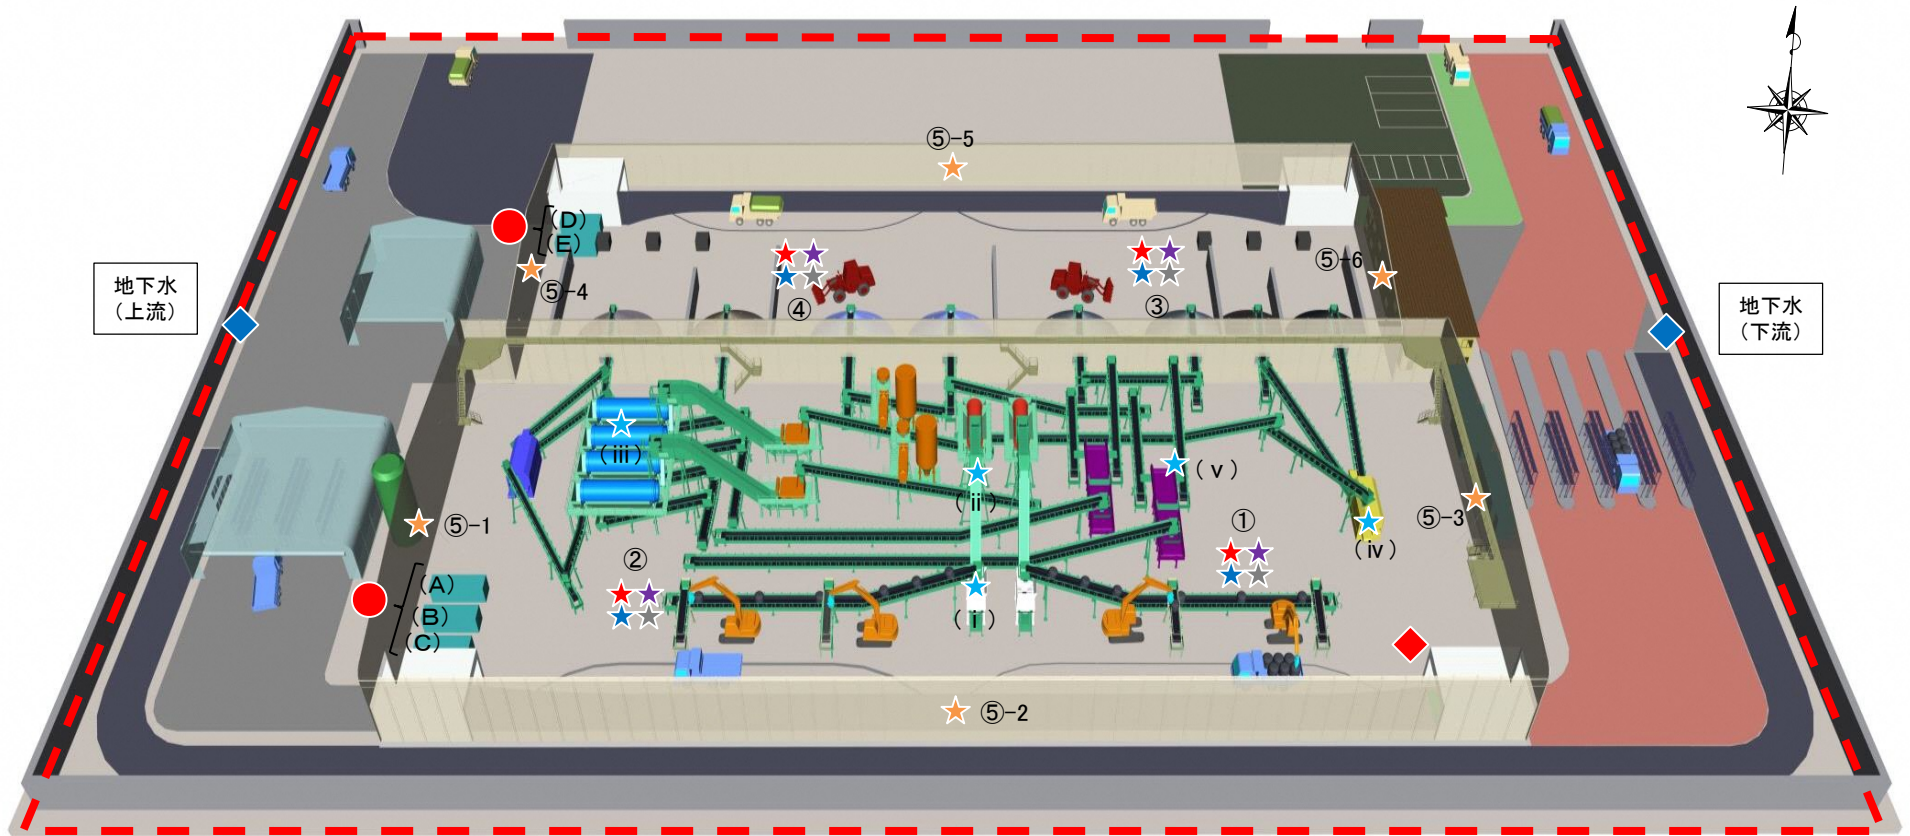 ⑤-5
(D)
(E)
⑤-6
⑤-4
地下水
(上流)
地下水
(下流)
④
③
(iii)
(v)
(ii)
①
⑤-3
⑤-1
(iv)
②
(A)
(B)
(C)
(i)
⑤-2